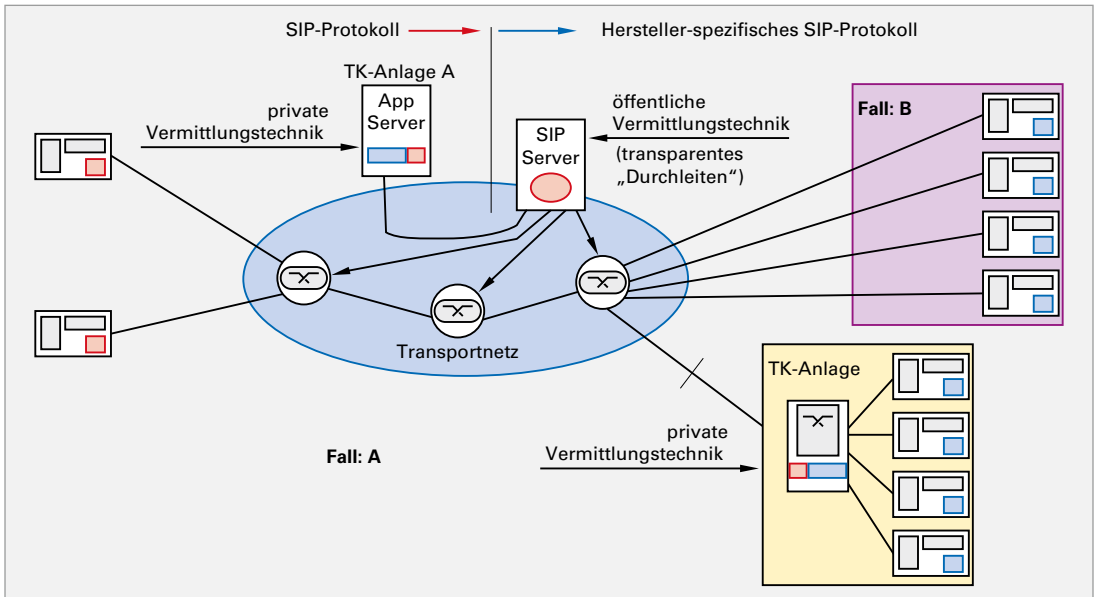 SIP-Protokoll
Hersteller-spezifisches SIP-Protokoll
TK-Anlage A
App
Server
private
Vermittlungstechnik
SIP
Server
öffentliche
Vermittlungstechnik
(transparentes
„Durchleiten“)
Fall: B
Transportnetz
TK-Anlage
private
Vermittlungstechnik
Fall: A